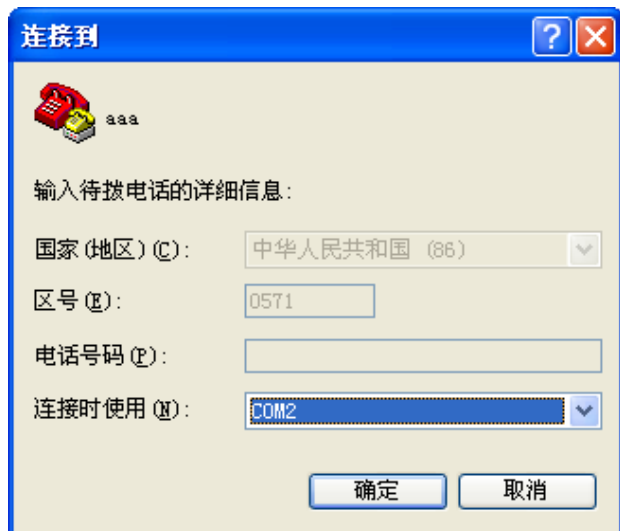 连接到
aaa
输入待拨电话的详细信息:
国家(地区)(C): 中华人民共和国 (86)
区号(E): 0571
电话号码(P):
连接时使用(N): COM2
确定 取消